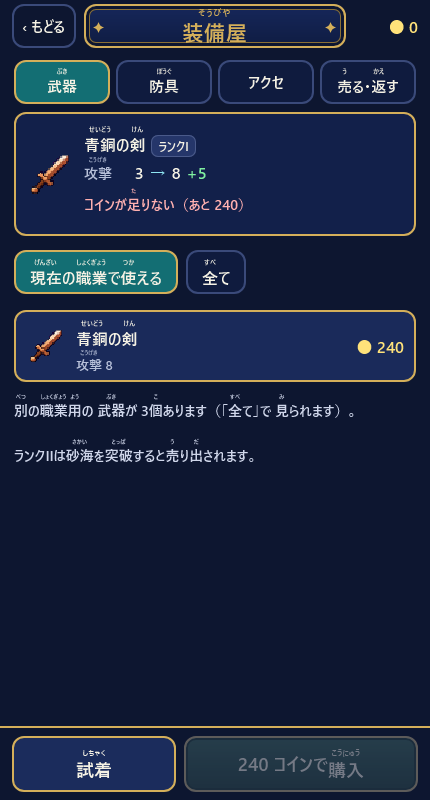 ‹ もどる
そうびや
装備屋
0
ぶき
武器
ぼうぐ
防具
アクセ
う かえ
売る・返す
せいどう けん
青銅の剣 ランクI
こうげき
攻撃 3 → 8 +5
た
コインが足りない（あと 240）
げんざい しょくぎょう つか
現在の職業で使える
すべ
全て
せいどう けん
青銅の剣
こうげき
攻撃 8
240
べつ しょくぎょう よう ぶき こ すべ み
別の職業用の 武器が 3個あります（「全て」で 見られます）。
さかい とっぱ う だ
ランクIIは砂海を突破すると売り出されます。
しちゃく
試着
こうにゅう
240 コインで購入